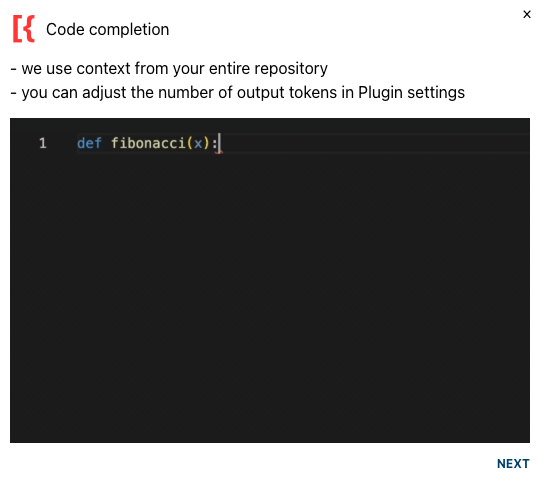 [{ Code completion
x
- we use context from your entire repository
- you can adjust the number of output tokens in Plugin settings
1 def fibonacci(x):
NEXT